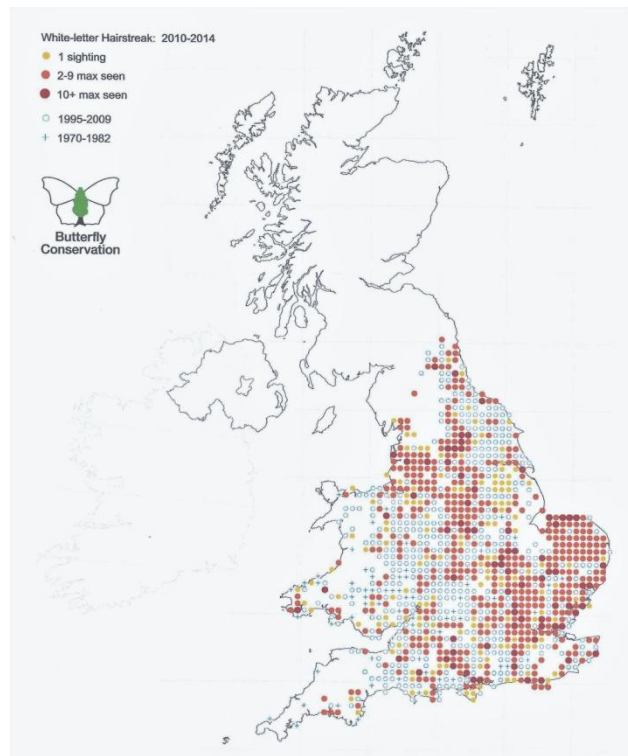 White-letter Hairstreak: 2010-2014
1 sighting
2-9 max seen
10+ max seen
1995-2009
1970-1982
Butterfly
Conservation